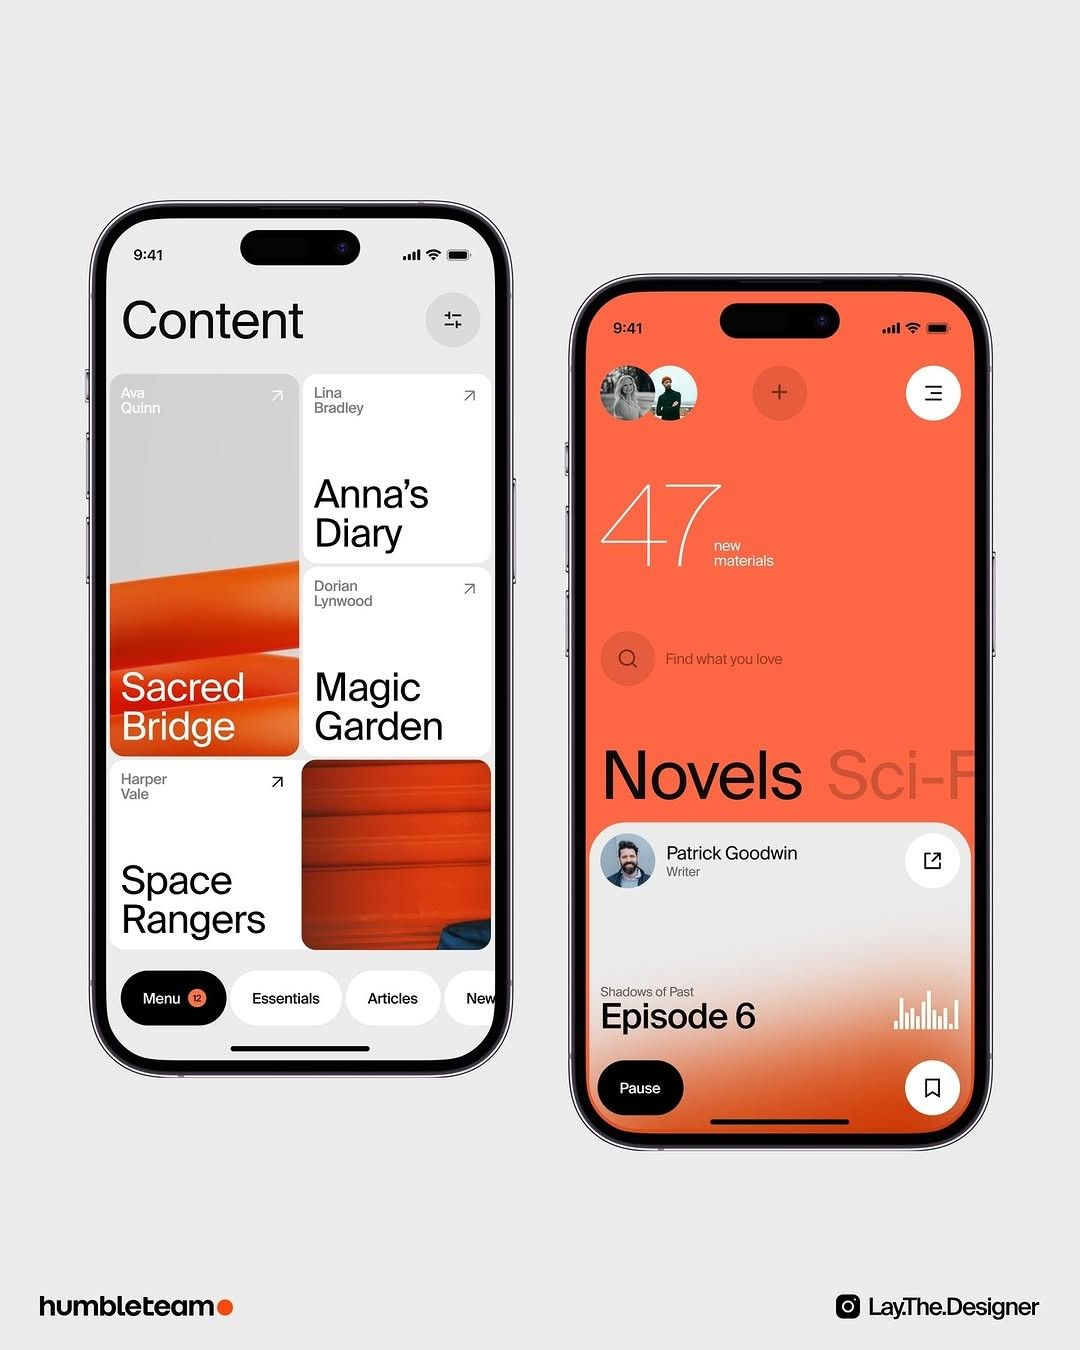 9:41
Content
Ava
Quinn
Lina
Bradley
Anna’s
Diary
Dorian
Lynwood
Sacred
Bridge
Magic
Garden
Harper
Vale
Space
Rangers
Menu 12
Essentials
Articles
New
9:41
47
new
materials
Find what you love
Novels Sci-F
Patrick Goodwin
Writer
Shadows of Past
Episode 6
Pause
humbleteam
Lay.The.Designer